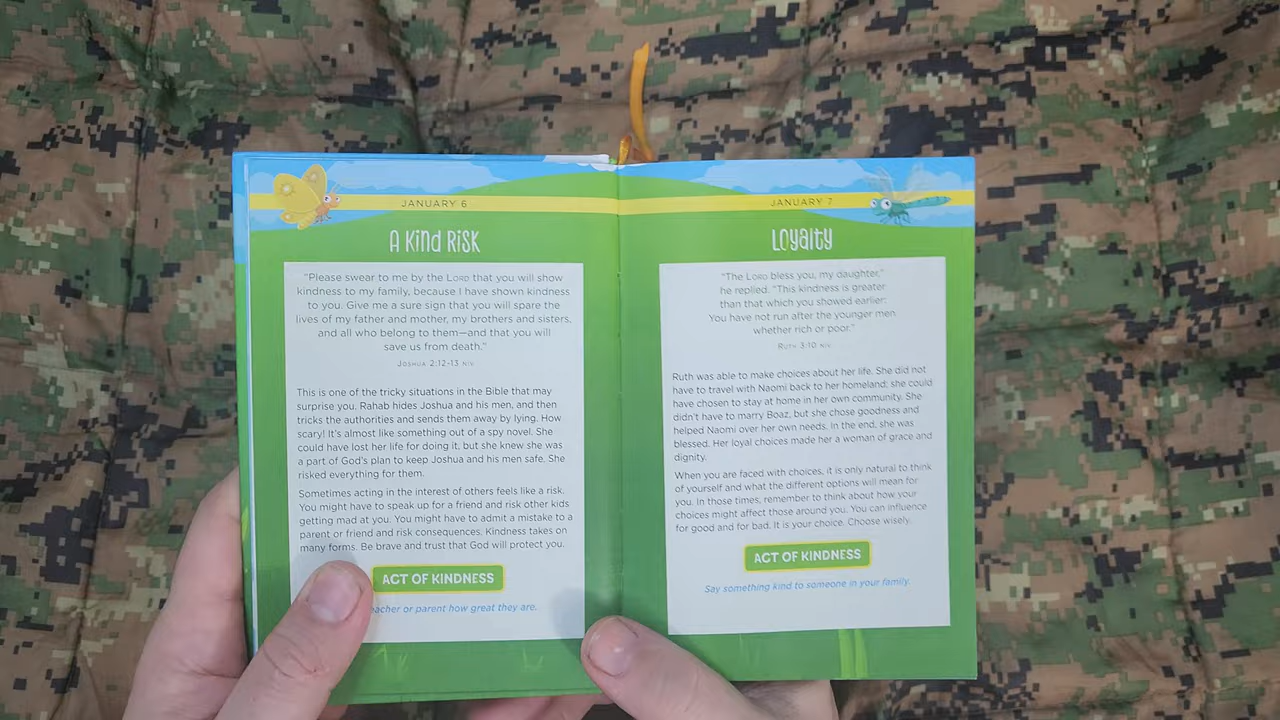 JANUARY 6
A Kind Risk
"Please swear to me by the LORD that you will show
kindness to my family, because I have shown kindness
to you. Give me a sure sign that you will spare the
lives of my father and mother, my brothers and sisters,
and all who belong to them—and that you will
save us from death."
JOSHUA 2:12-13 NIV
This is one of the tricky situations in the Bible that may
surprise you. Rahab hides Joshua and his men, and then
tricks the authorities and sends them away by lying. How
scary! It's almost like something out of a spy novel. She
could have lost her life for doing it, but she knew she was
a part of God's plan to keep Joshua and his men safe. She
risked everything for them.
Sometimes acting in the interest of others feels like a risk.
You might have to speak up for a friend and risk other kids
getting mad at you. You might have to admit a mistake to a
parent or friend and risk consequences. Kindness takes on
many forms. Be brave and trust that God will protect you.
ACT OF KINDNESS
eacher or parent how great they are.
JANUARY 7
Loyalty
"The LORD bless you, my daughter,"
he replied. "This kindness is greater
than that which you showed earlier:
You have not run after the younger men
whether rich or poor."
RUTH 3:10 NIV
Ruth was able to make choices about her life. She did not
have to travel with Naomi back to her homeland; she could
have chosen to stay at home in her own community. She
didn't have to marry Boaz, but she chose goodness and
helped Naomi over her own needs. In the end, she was
blessed. Her loyal choices made her a woman of grace and
dignity.
When you are faced with choices, it is only natural to think
of yourself and what the different options will mean for
you. In those times, remember to think about how your
choices might affect those around you. You can influence
for good and for bad. It is your choice. Choose wisely.
ACT OF KINDNESS
Say something kind to someone in your family.